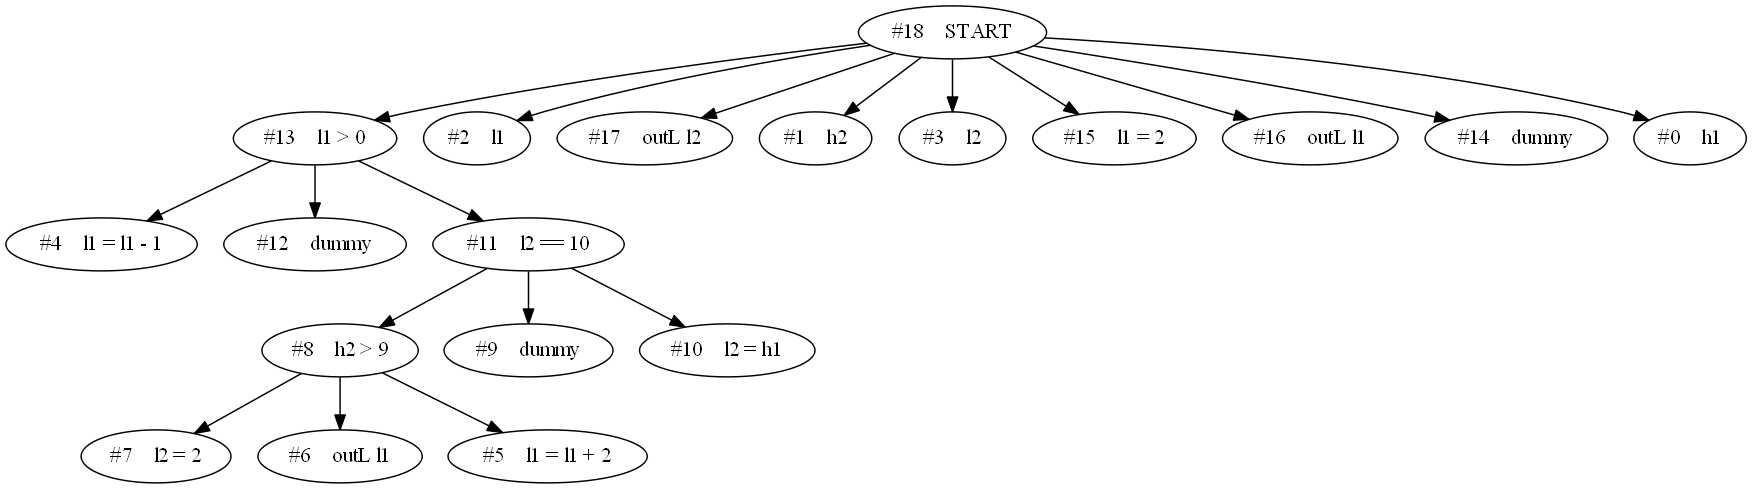 #18 START
#13 l1 > 0
#2 l1
#17 outL l2
#1 h2
#3 l2
#15 l1 = 2
#16 outL l1
#14 dummy
#0 h1
#4 l1 = l1 - 1
#12 dummy
#11 l2 == 10
#8 h2 > 9
#9 dummy
#10 l2 = h1
#7 l2 = 2
#6 outL l1
#5 l1 = l1 + 2